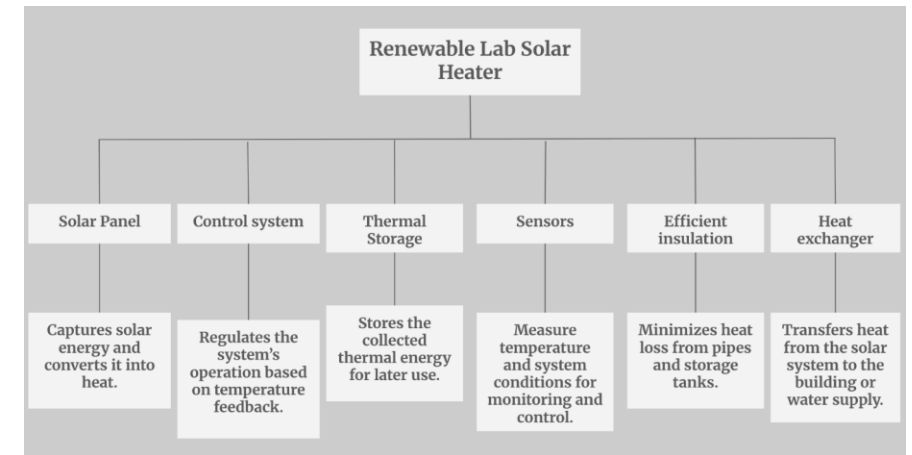 Renewable Lab Solar
Heater
Solar Panel
Control system
Thermal
Storage
Sensors
Efficient
insulation
Heat
exchanger
Captures solar
energy and
converts it into
heat.
Regulates the
system’s
operation based
on temperature
feedback.
Stores the
collected
thermal energy
for later use.
Measure
temperature
and system
conditions for
monitoring and
control.
Minimizes heat
loss from pipes
and storage
tanks.
Transfers heat
from the solar
system to the
building or
water supply.